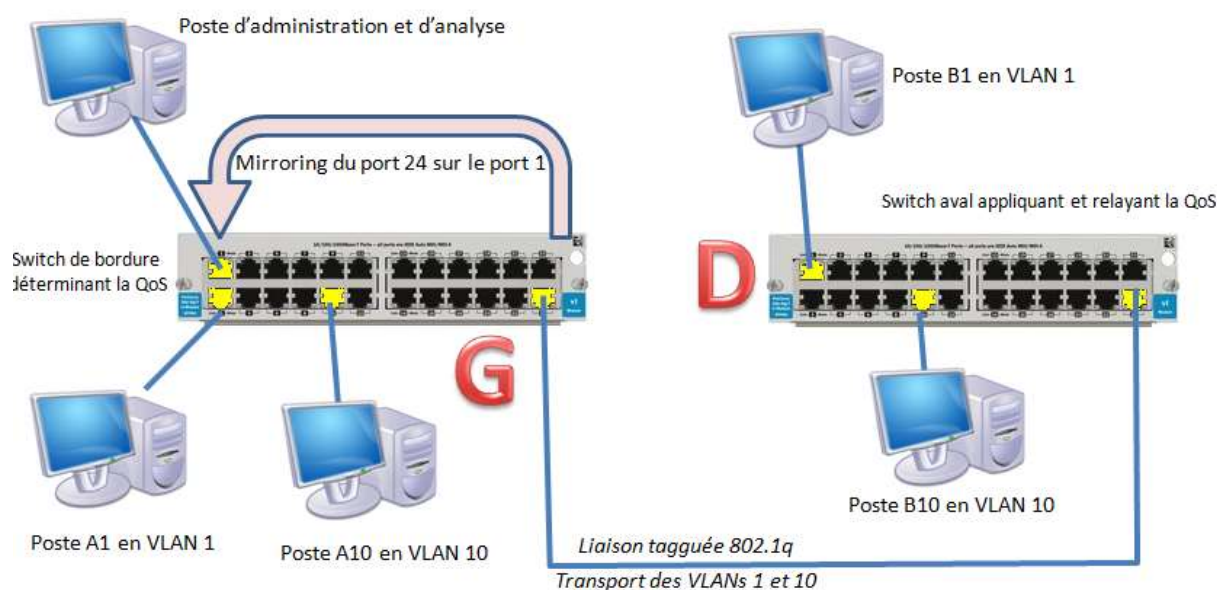 Poste d'administration et d'analyse
Poste B1 en VLAN 1
Mirroring du port 24 sur le port 1
Switch aval appliquant et relayant la QoS
Switch de bordure
déterminant la QoS
D
G
Poste A1 en VLAN 1
Poste A10 en VLAN 10
Poste B10 en VLAN 10
Liaison tagguée 802.1q
Transport des VLANs 1 et 10